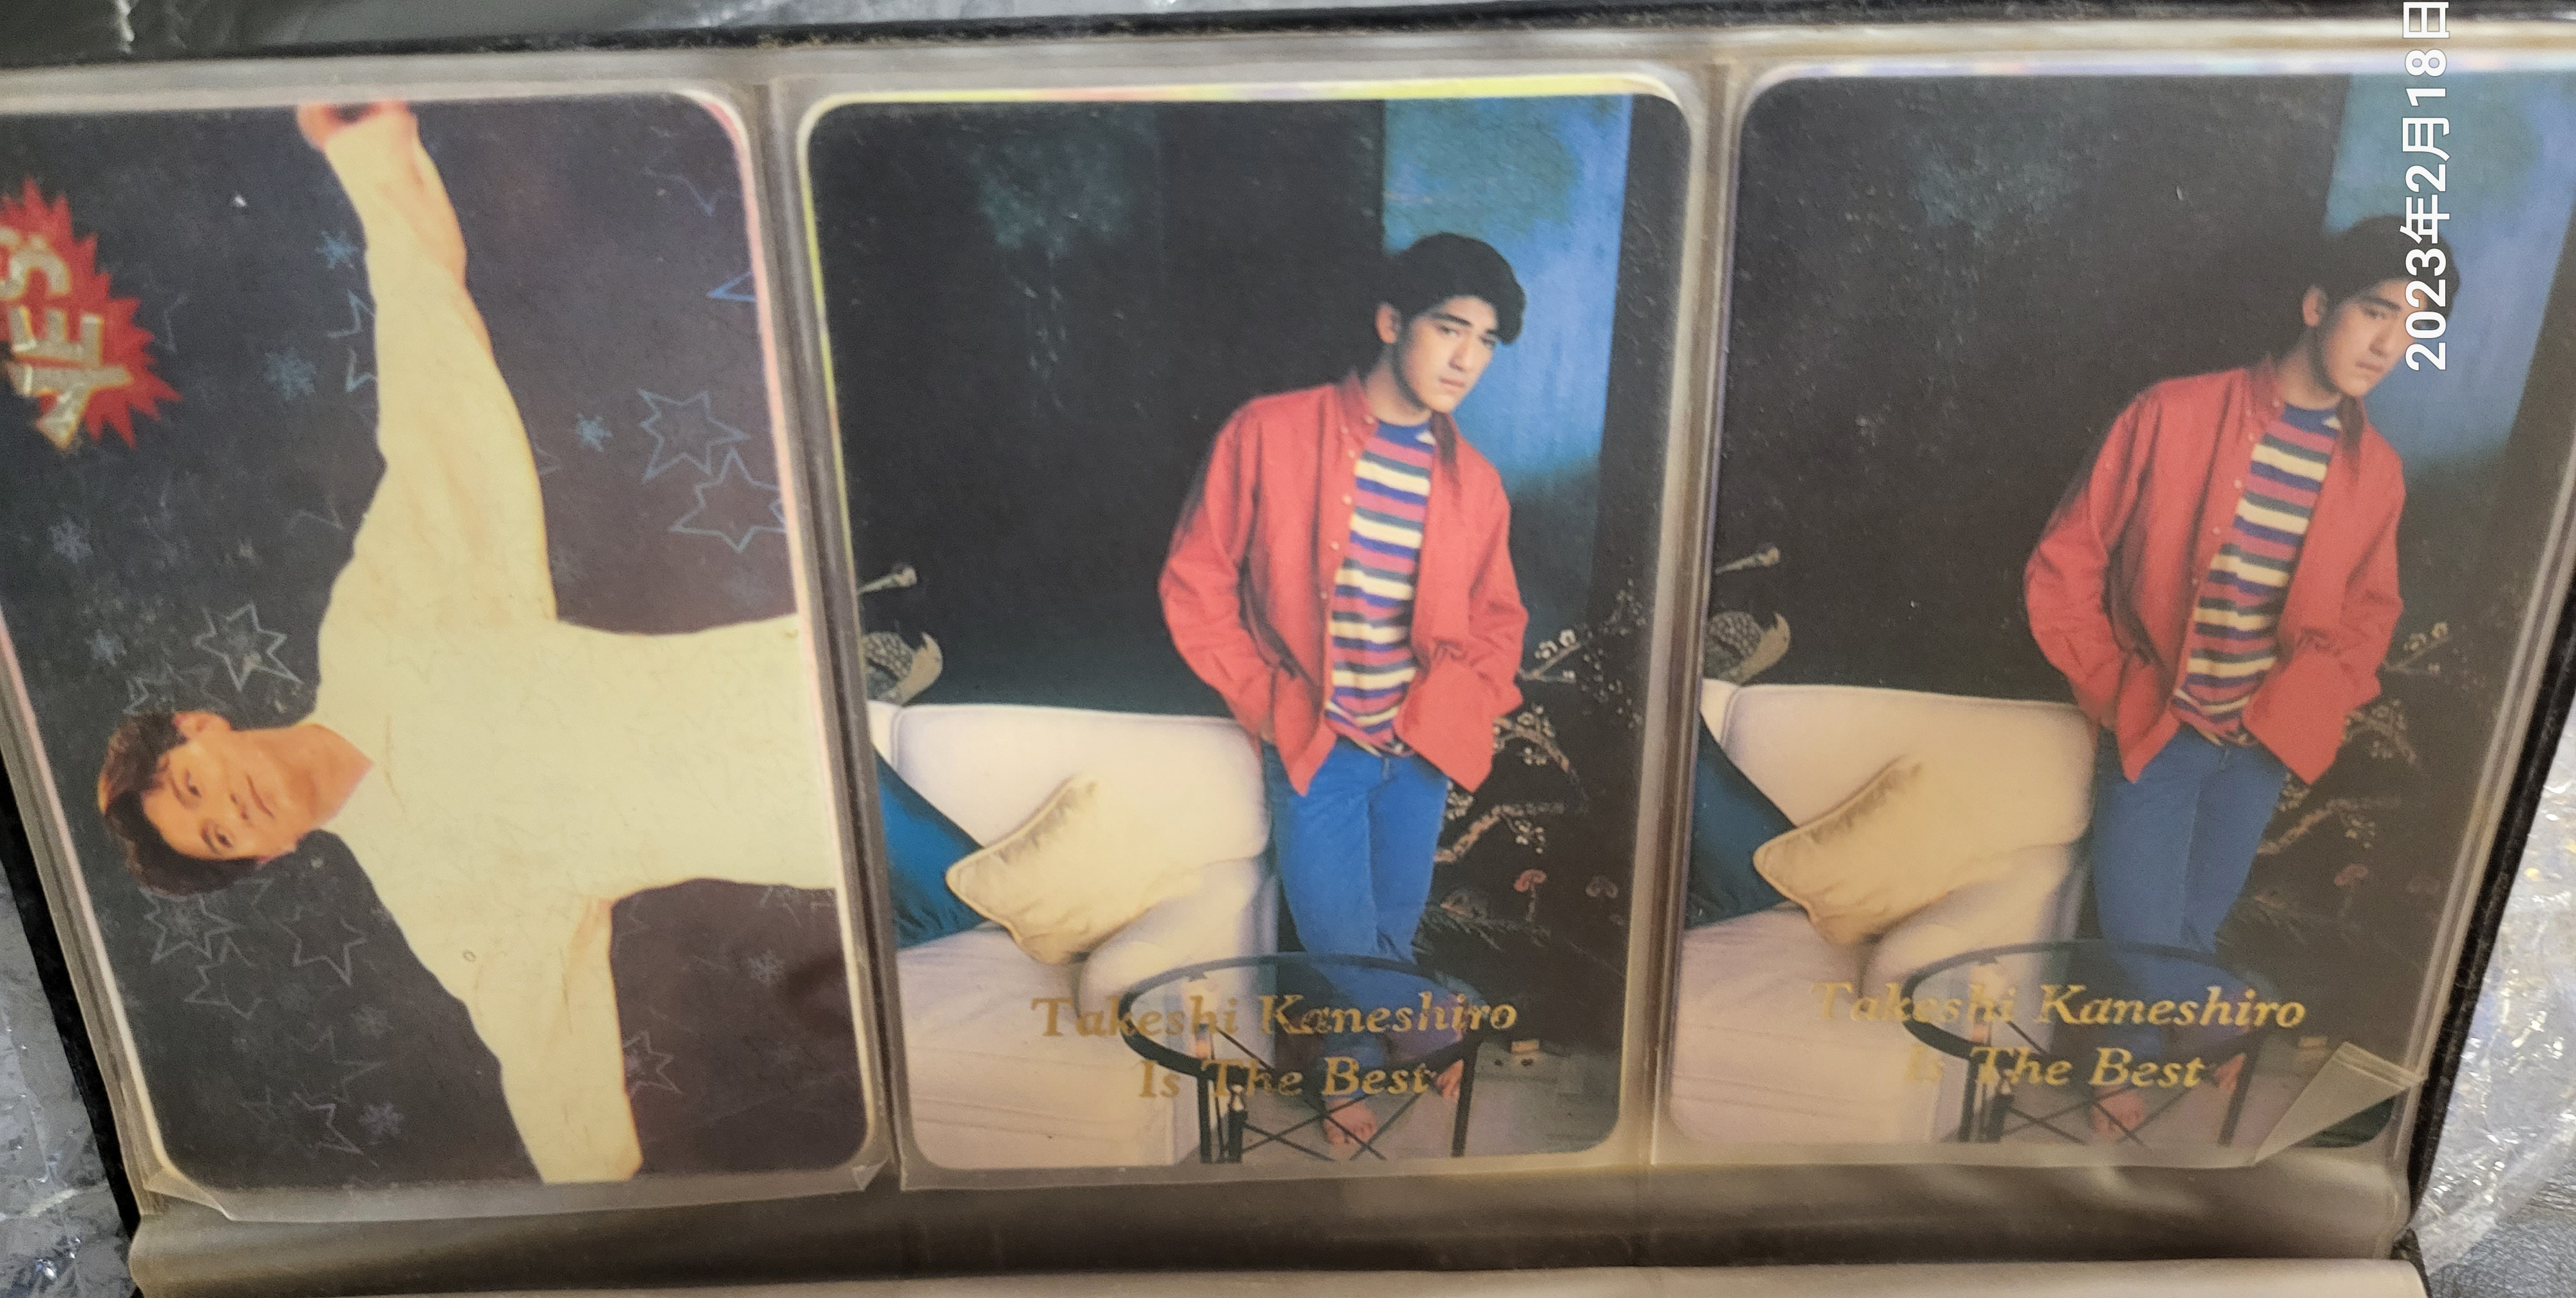 YES!
Takeshi Kaneshiro
Is The Best
Takeshi Kaneshiro
Is The Best
2023年2月18日